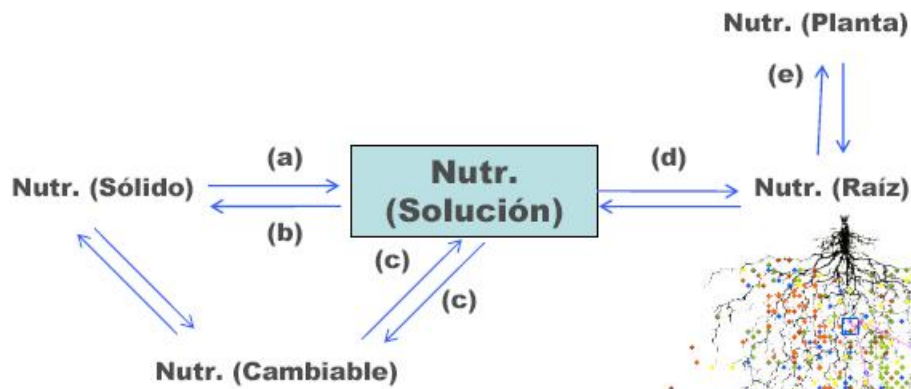 Nutr. (Planta)
(e)
(a)
(d)
Nutr. (Sólido)
Nutr.
(Solución)
Nutr. (Raíz)
(b)
(c)
(c)
Nutr. (Cambiable)